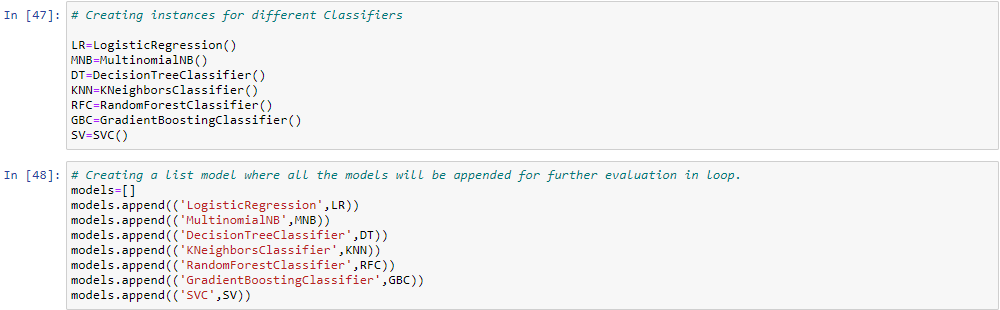 In [47]: # Creating instances for different Classifiers
LR=LogisticRegression()
MNB=MultinomialNB()
DT=DecisionTreeClassifier()
KNN=KNeighborsClassifier()
RFC=RandomForestClassifier()
GBC=GradientBoostingClassifier()
SV=SVC()
In [48]: # Creating a list model where all the models will be appended for further evaluation in loop.
models=[]
models.append(('LogisticRegression',LR))
models.append(('MultinomialNB',MNB))
models.append(('DecisionTreeClassifier',DT))
models.append(('KNeighborsClassifier',KNN))
models.append(('RandomForestClassifier',RFC))
models.append(('GradientBoostingClassifier',GBC))
models.append(('SVC',SV))